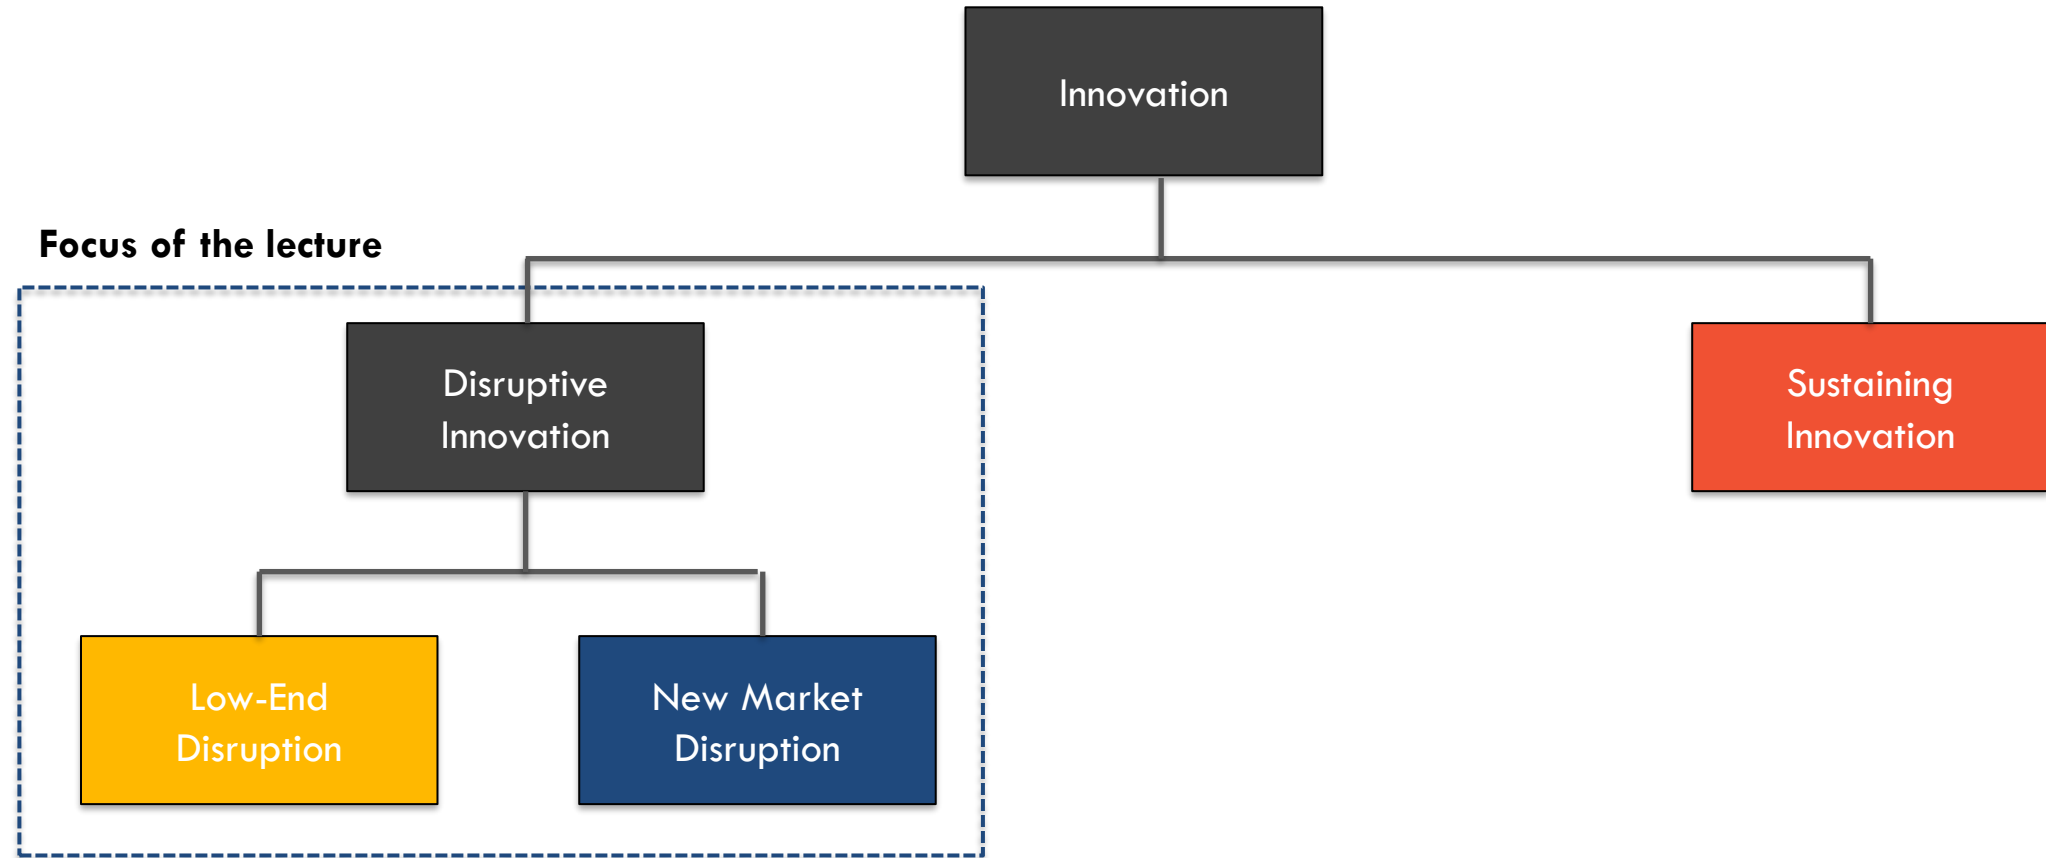 Innovation
Focus of the lecture
Disruptive
Innovation
Sustaining
Innovation
Low-End
Disruption
New Market
Disruption